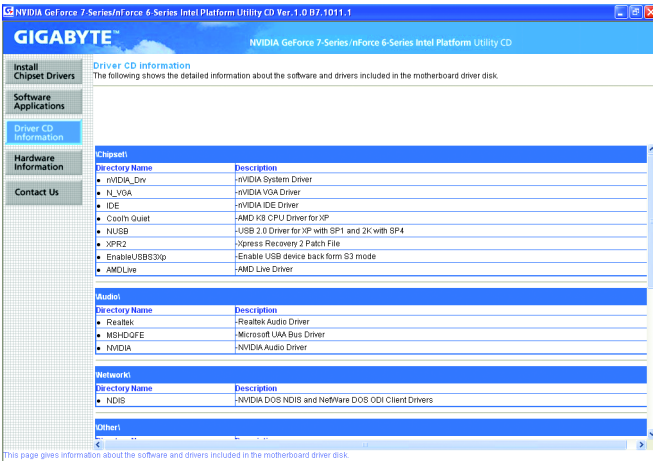 NVIDIA GeForce 7-Series/nForce 6-Series Intel Platform Utility CD Ver.1.0 B7.1011.1
GIGABYTE™
NVIDIA GeForce 7-Series/nForce 6-Series Intel Platform Utility CD
Install
Chipset Drivers
Software
Applications
Driver CD
Information
Hardware
Information
Contact Us
Driver CD information
The following shows the detailed information about the software and drivers included in the motherboard driver disk.
\Chipset\
Directory Name Description
• nVIDIA_Drv -nVIDIA System Driver
• N_VGA -nVIDIA VGA Driver
• IDE -nVIDIA IDE Driver
• Cool'n Quiet -AMD K8 CPU Driver for XP
• NUSB -USB 2.0 Driver for XP with SP1 and 2K with SP4
• XPR2 -Xpress Recovery 2 Patch File
• EnableUSBS3Xp -Enable USB device back form S3 mode
• AMDLive -AMD Live Driver
\Audio\
Directory Name Description
• Realtek -Realtek Audio Driver
• MSHDQFE -Microsoft UAA Bus Driver
• NVIDIA -NVIDIA Audio Driver
\Network\
Directory Name Description
• NDIS -NVIDIA DOS NDIS and NetWare DOS ODI Client Drivers
\Other\
This page gives information about the software and drivers included in the motherboard driver disk.